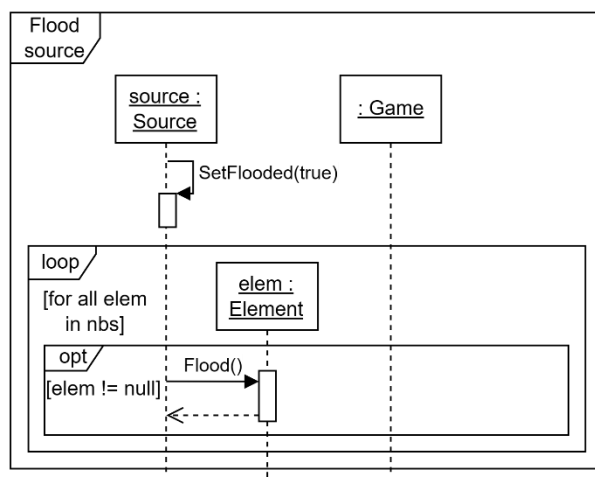 Flood
source
source :
Source
: Game
SetFlooded(true)
loop
[for all elem
in nbs]
elem :
Element
opt
Flood()
[elem != null]